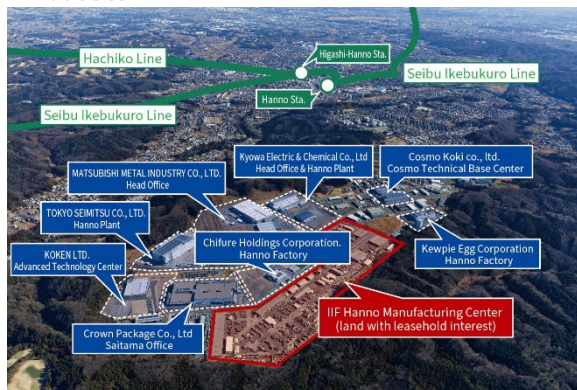 Higashi-Hanno Sta.
Hachiko Line
Seibu Ikebukuro Line
Seibu Ikebukuro Line
Hanno Sta.
MATSUBISHI METAL INDUSTRY CO., LTD.
Head Office
Kyowa Electric & Chemical Co., Ltd
Head Office & Hanno Plant
Cosmo Koki co., ltd.
Cosmo Technical Base Center
TOKYO SEIMITSU CO., LTD.
Hanno Plant
Chifure Holdings Corporation.
Hanno Factory
Kewpie Egg Corporation
Hanno Factory
KOKEN LTD.
Advanced Technology Center
IIF Hanno Manufacturing Center
(land with leasehold interest)
Crown Package Co., Ltd
Saitama Office